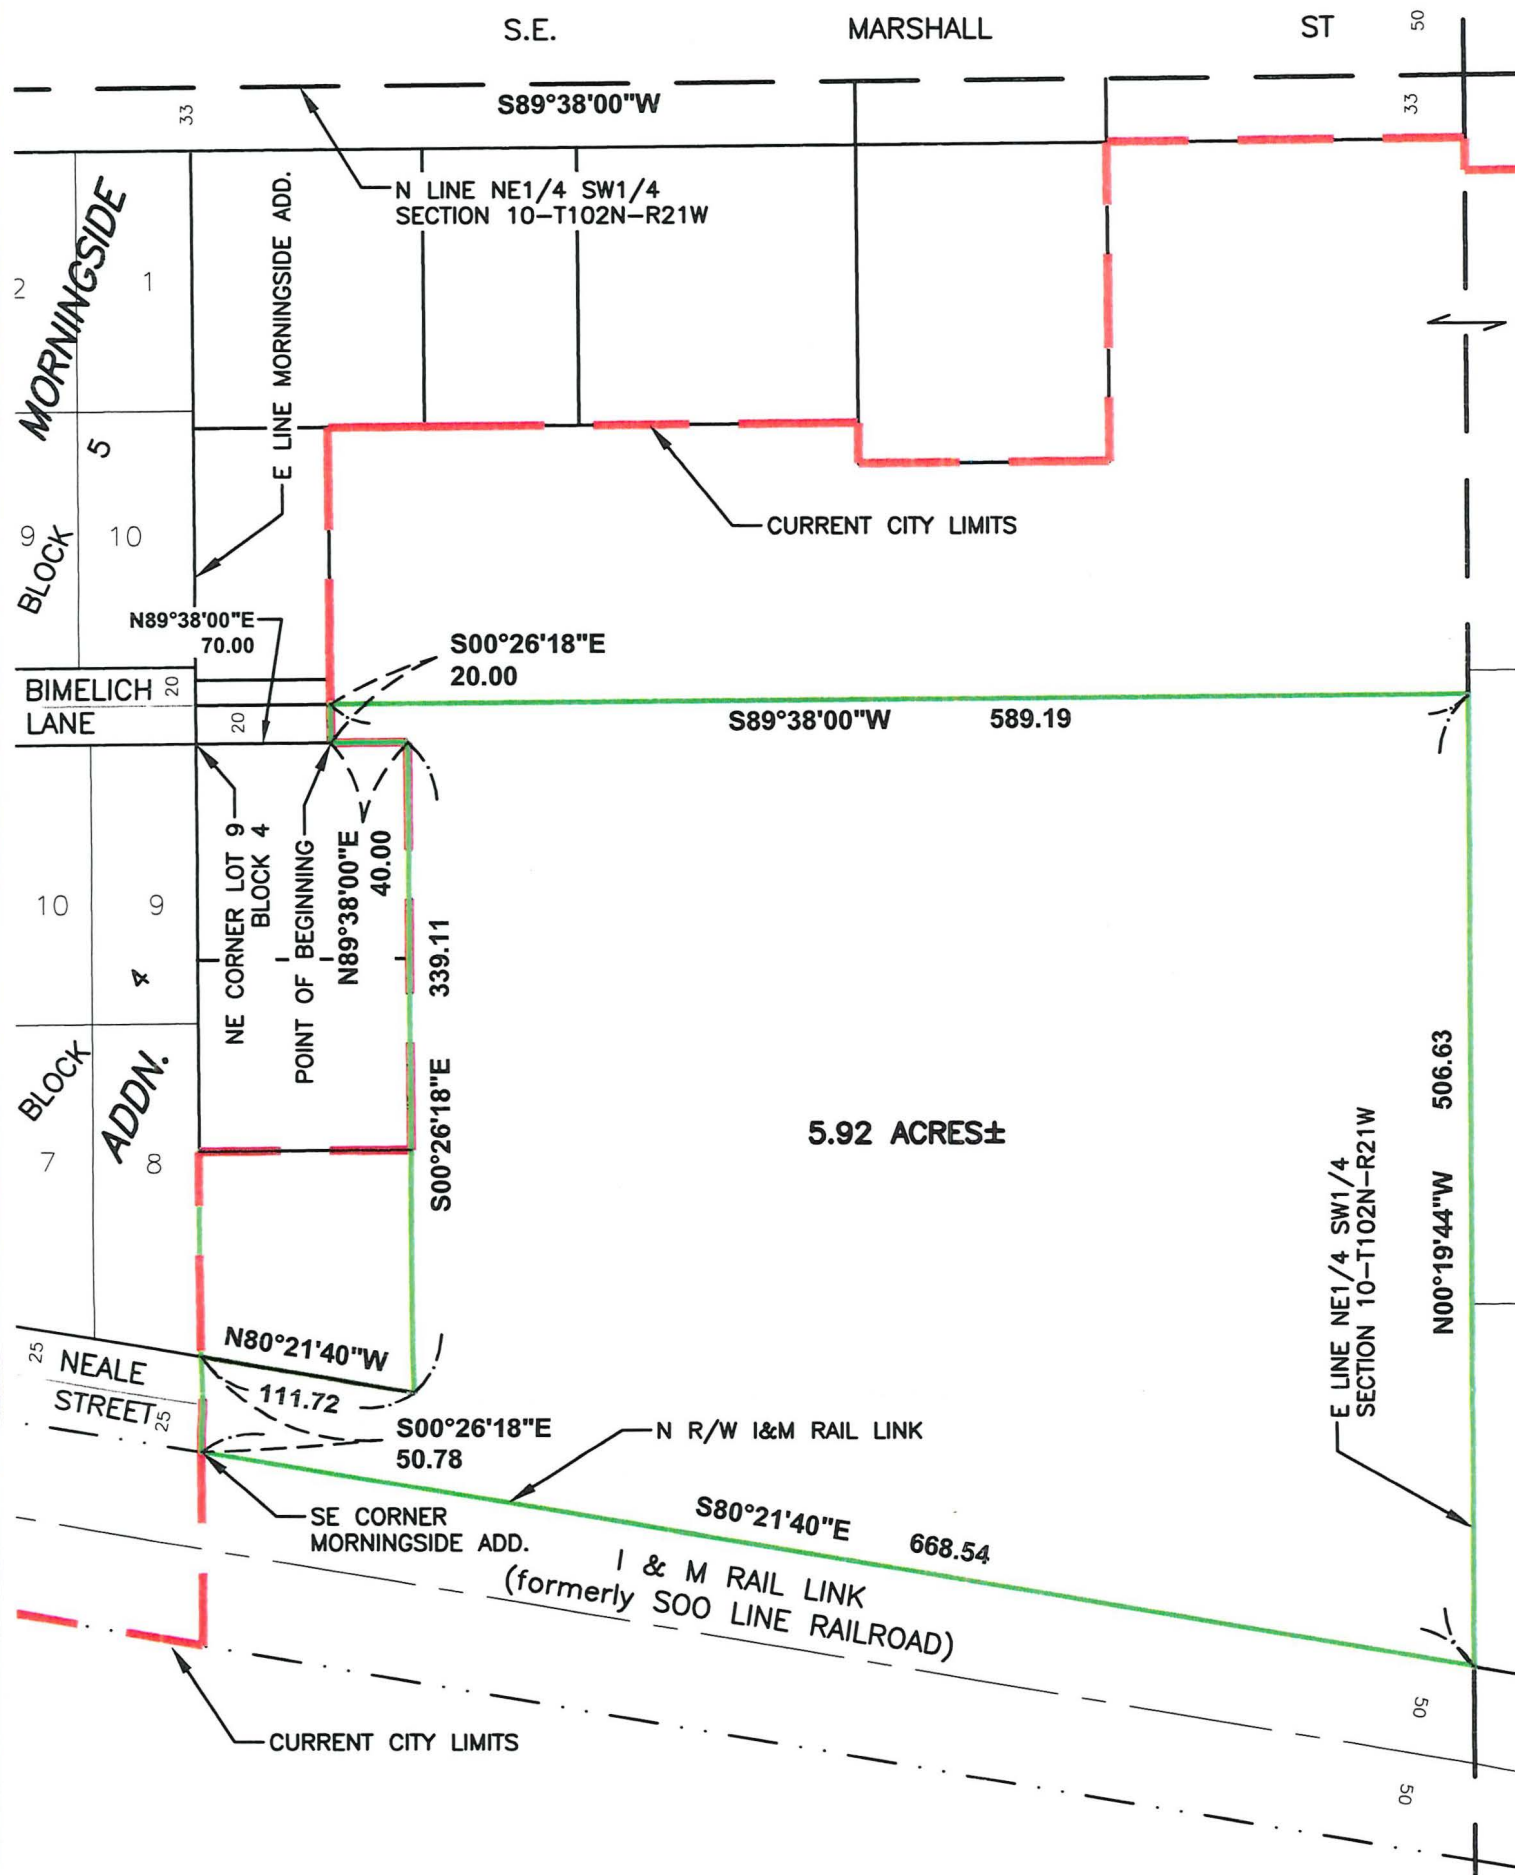 S.E. MARSHALL ST
50
33
S89°38'00"W
33
N LINE NE1/4 SW1/4
SECTION 10-T102N-R21W
MORNINGSIDE
E LINE MORNINGSIDE ADD.
2
1
5
9
10
BLOCK
CURRENT CITY LIMITS
N89°38'00"E
70.00
S00°26'18"E
20.00
BIMELICH
LANE
20
20
S89°38'00"W 589.19
NE CORNER LOT 9
BLOCK 4
POINT OF BEGINNING
N89°38'00"E
40.00
10
9
4
339.11
S00°26'18"E
BLOCK
ADDN.
7
8
5.92 ACRES±
506.63
N00°19'44"W
E LINE NE1/4 SW1/4
SECTION 10-T102N-R21W
25
NEALE
STREET
25
N80°21'40"W
111.72
S00°26'18"E
50.78
N R/W I&M RAIL LINK
SE CORNER
MORNINGSIDE ADD.
S80°21'40"E 668.54
I & M RAIL LINK
(formerly SOO LINE RAILROAD)
50
50
CURRENT CITY LIMITS